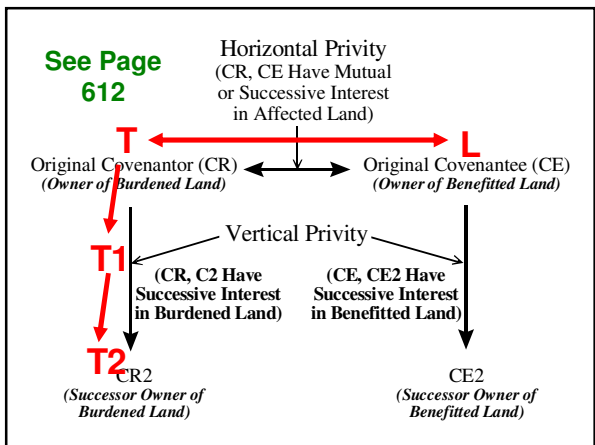 See Page
612
Horizontal Privity
(CR, CE Have Mutual
or Successive Interest
in Affected Land)
T
L
Original Covenantor (CR)
(Owner of Burdened Land)
Original Covenantee (CE)
(Owner of Benefitted Land)
T1
Vertical Privity
(CR, C2 Have
Successive Interest
in Burdened Land)
(CE, CE2 Have
Successive Interest
in Benefitted Land)
T2
CR2
(Successor Owner of
Burdened Land)
CE2
(Successor Owner of
Benefitted Land)